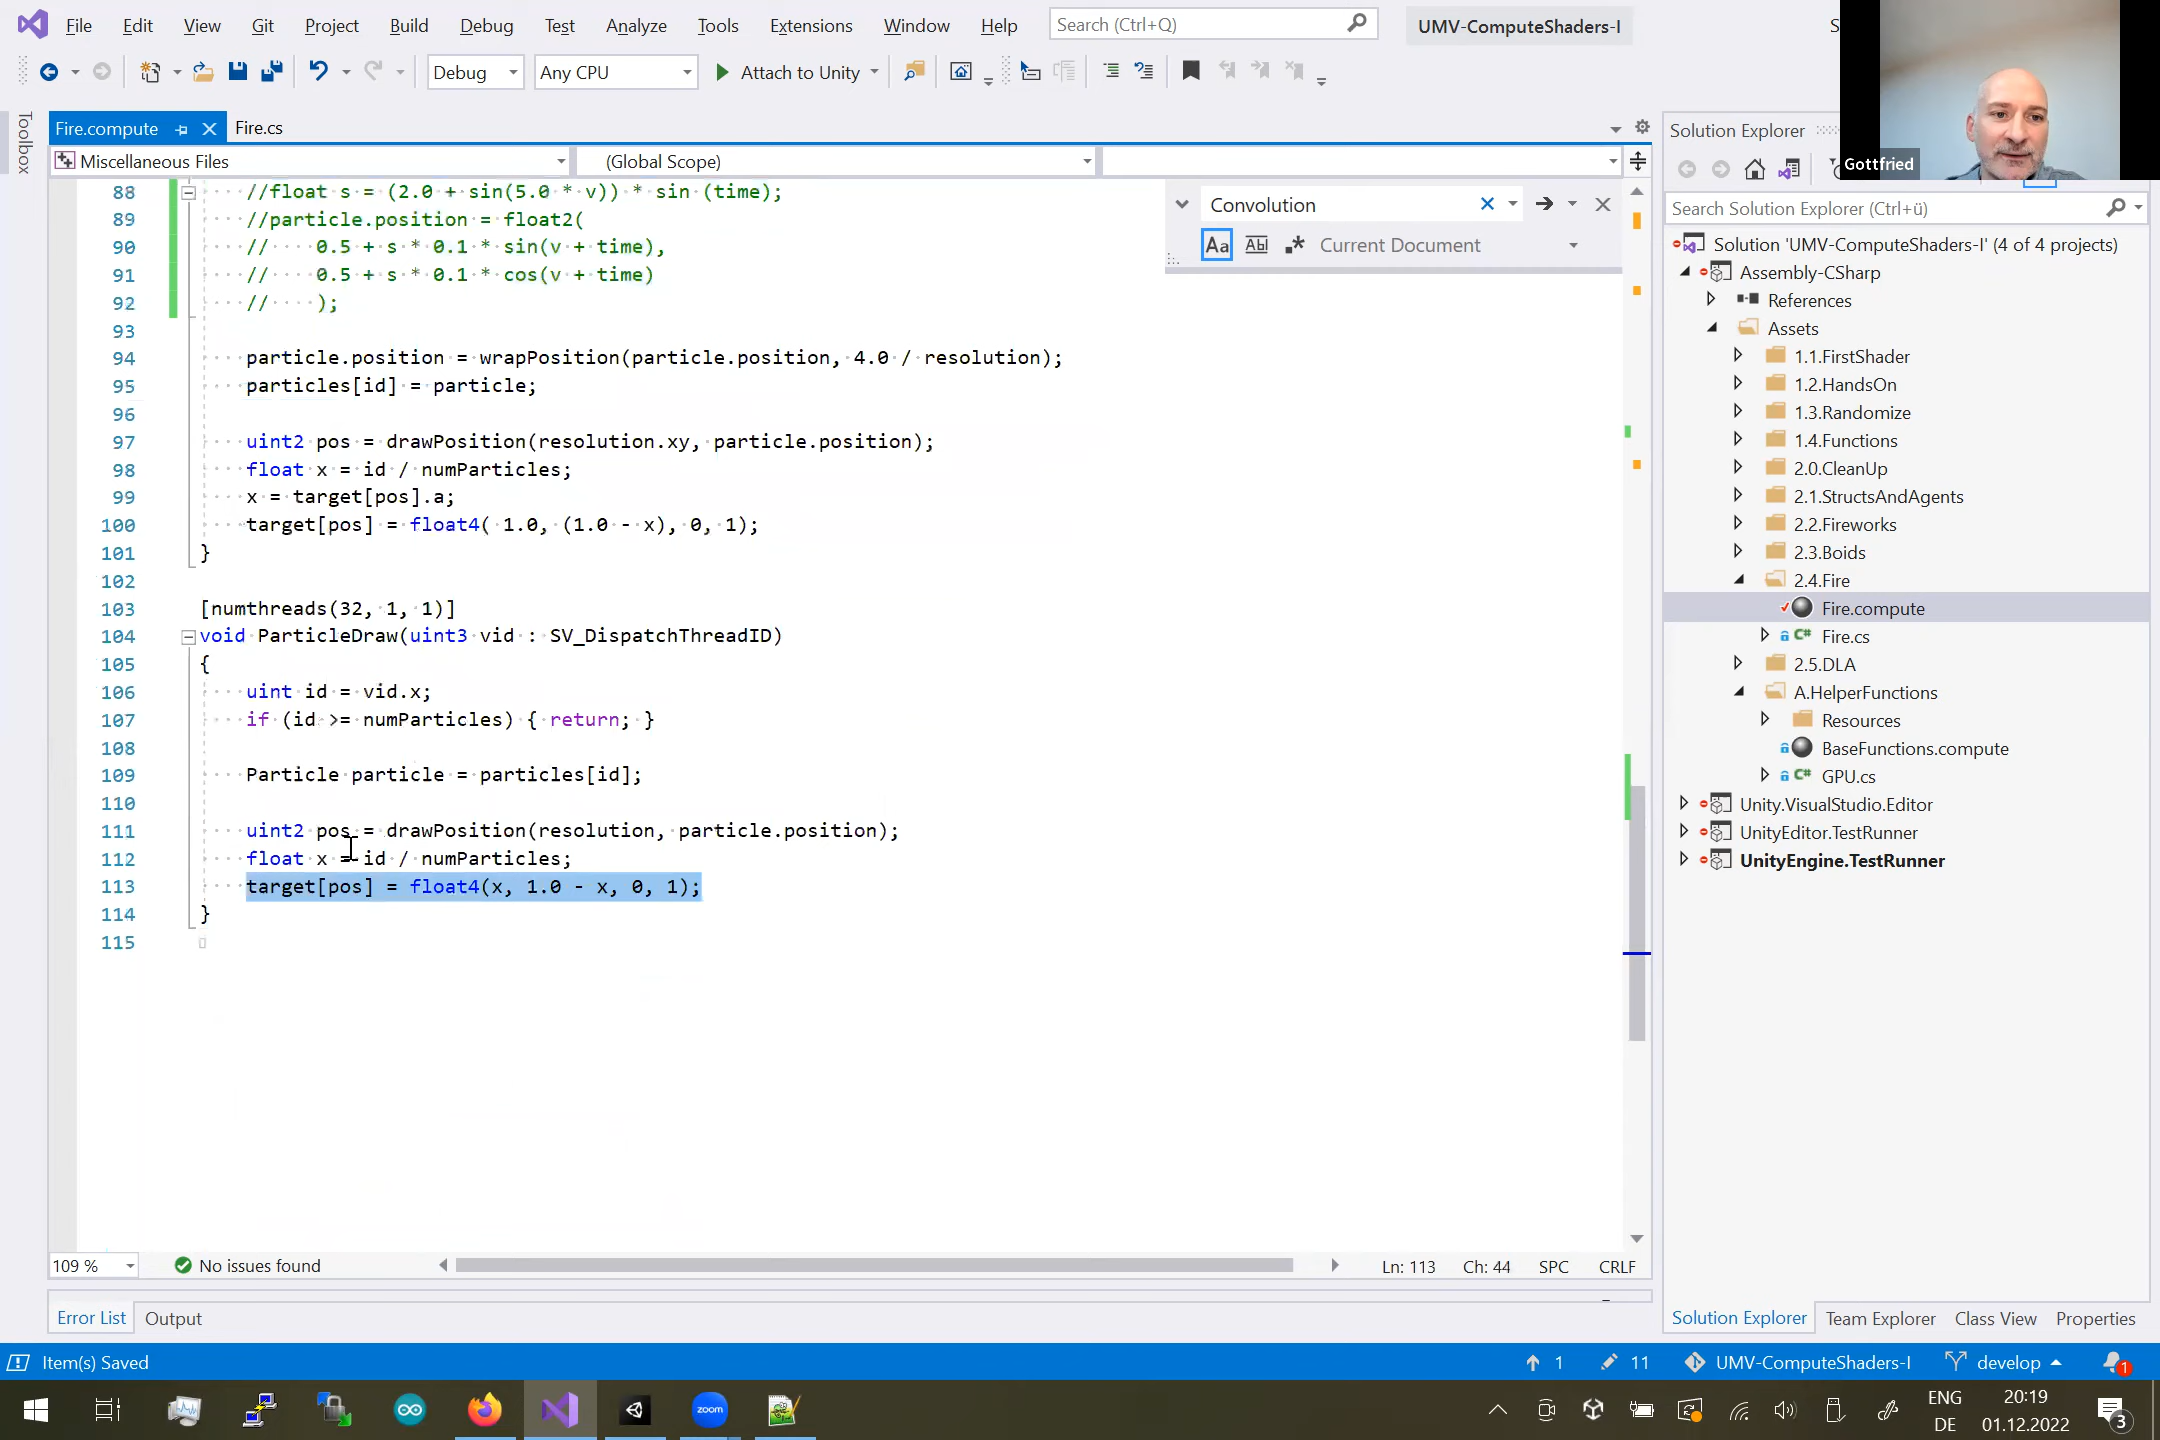 File Edit View Git Project Build Debug Test Analyze Tools Extensions Window Help Search (Ctrl+Q) UMV-ComputeShaders-I S
Debug Any CPU Attach to Unity
Toolbox
Fire.compute Fire.cs
Miscellaneous Files (Global Scope)
Convolution
Aa Abl .* Current Document
88 //float s = (2.0 + sin(5.0 * v)) * sin (time);
89 //particle.position = float2(
90 // 0.5 + s * 0.1 * sin(v + time),
91 // 0.5 + s * 0.1 * cos(v + time)
92 // );
93
94 particle.position = wrapPosition(particle.position, 4.0 / resolution);
95 particles[id] = particle;
96
97 uint2 pos = drawPosition(resolution.xy, particle.position);
98 float x = id / numParticles;
99 x = target[pos].a;
100 target[pos] = float4( 1.0, (1.0 - x), 0, 1);
101 }
102
103 [numthreads(32, 1, 1)]
104 void ParticleDraw(uint3 vid : SV_DispatchThreadID)
105 {
106 uint id = vid.x;
107 if (id >= numParticles) { return; }
108
109 Particle particle = particles[id];
110
111 uint2 pos = drawPosition(resolution, particle.position);
112 float x = id / numParticles;
113 target[pos] = float4(x, 1.0 - x, 0, 1);
114 }
115
109 % No issues found Ln: 113 Ch: 44 SPC CRLF
Error List Output
Gottfried
Solution Explorer
Search Solution Explorer (Ctrl+ü)
Solution 'UMV-ComputeShaders-I' (4 of 4 projects)
Assembly-CSharp
References
Assets
1.1.FirstShader
1.2.HandsOn
1.3.Randomize
1.4.Functions
2.0.CleanUp
2.1.StructsAndAgents
2.2.Fireworks
2.3.Boids
2.4.Fire
Fire.compute
C# Fire.cs
2.5.DLA
A.HelperFunctions
Resources
BaseFunctions.compute
C# GPU.cs
Unity.VisualStudio.Editor
UnityEditor.TestRunner
UnityEngine.TestRunner
Solution Explorer Team Explorer Class View Properties
Item(s) Saved 1 11 UMV-ComputeShaders-I develop 1
zoom ENG DE 20:19 01.12.2022 3